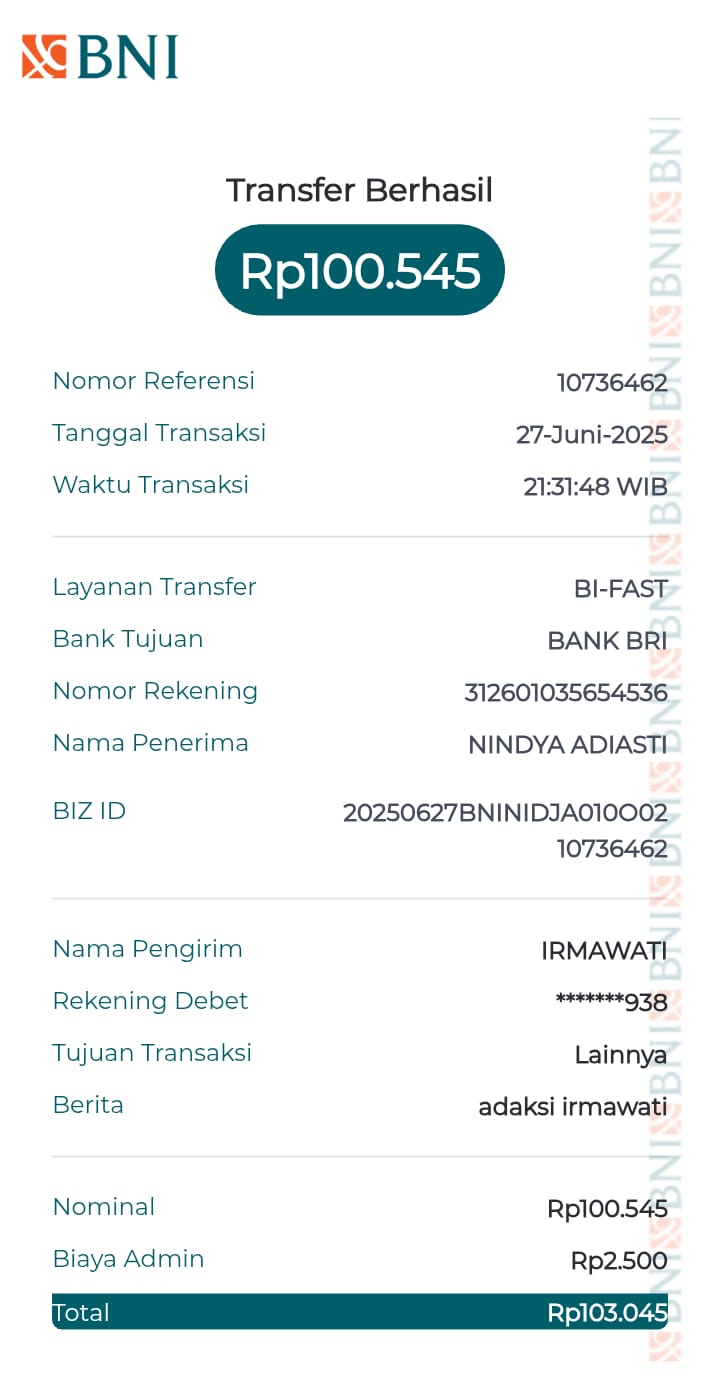 BNI
Transfer Berhasil
Rp100.545
Nomor Referensi 10736462
Tanggal Transaksi 27-Juni-2025
Waktu Transaksi 21:31:48 WIB
Layanan Transfer BI-FAST
Bank Tujuan BANK BRI
Nomor Rekening 312601035654536
Nama Penerima NINDYA ADIASTI
BIZ ID 20250627BNINIDJA010O02
10736462
Nama Pengirim IRMAWATI
Rekening Debet *******938
Tujuan Transaksi Lainnya
Berita adaksi irmawati
Nominal Rp100.545
Biaya Admin Rp2.500
Total Rp103.045
BNI BNI BNI BNI BNI BNI BNI BNI BNI BNI BNI